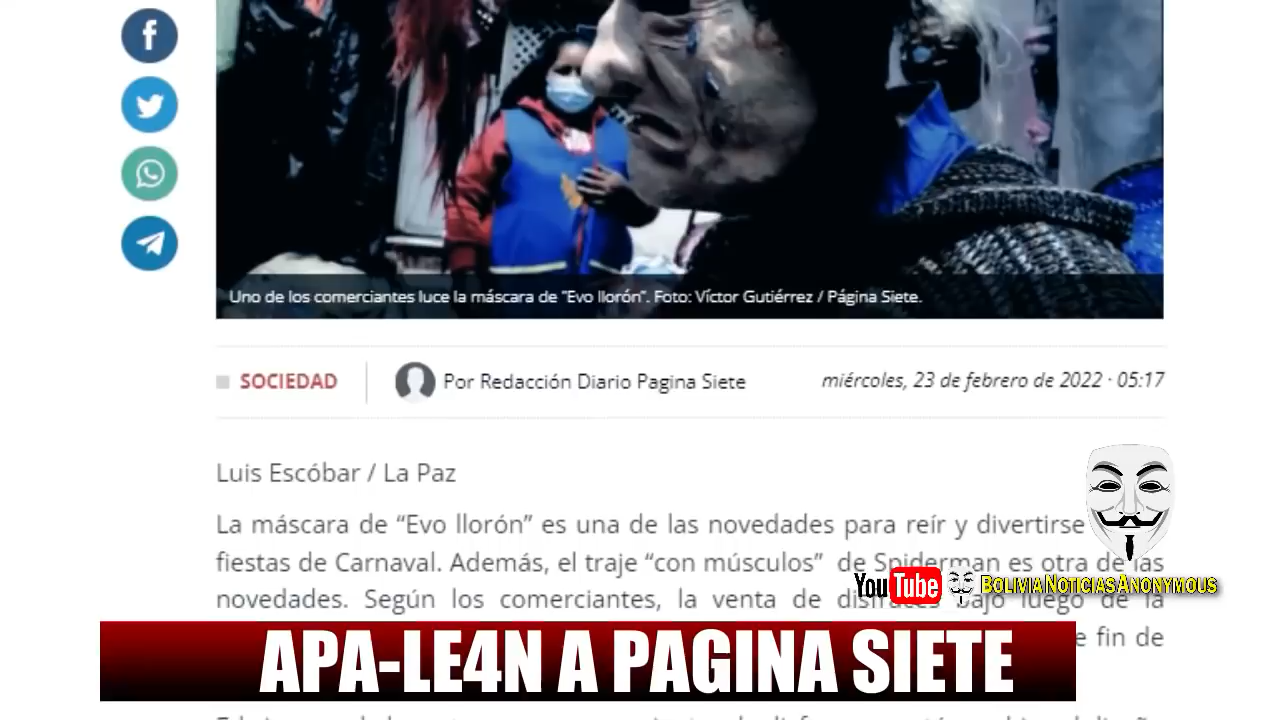 Uno de los comerciantes luce la máscara de "Evo llorón". Foto: Víctor Gutiérrez / Página Siete.
SOCIEDAD
Por Redacción Diario Pagina Siete
miércoles, 23 de febrero de 2022 · 05:17
Luis Escóbar / La Paz
La máscara de “Evo llorón” es una de las novedades para reír y divertirse
fiestas de Carnaval. Además, el traje “con músculos” de Spiderman es otra de las
novedades. Según los comerciantes, la venta de disfraces bajó luego de la
e fin de
YouTube BOLIVIANOTICIASANONYMOUS
APA-LE4N A PAGINA SIETE